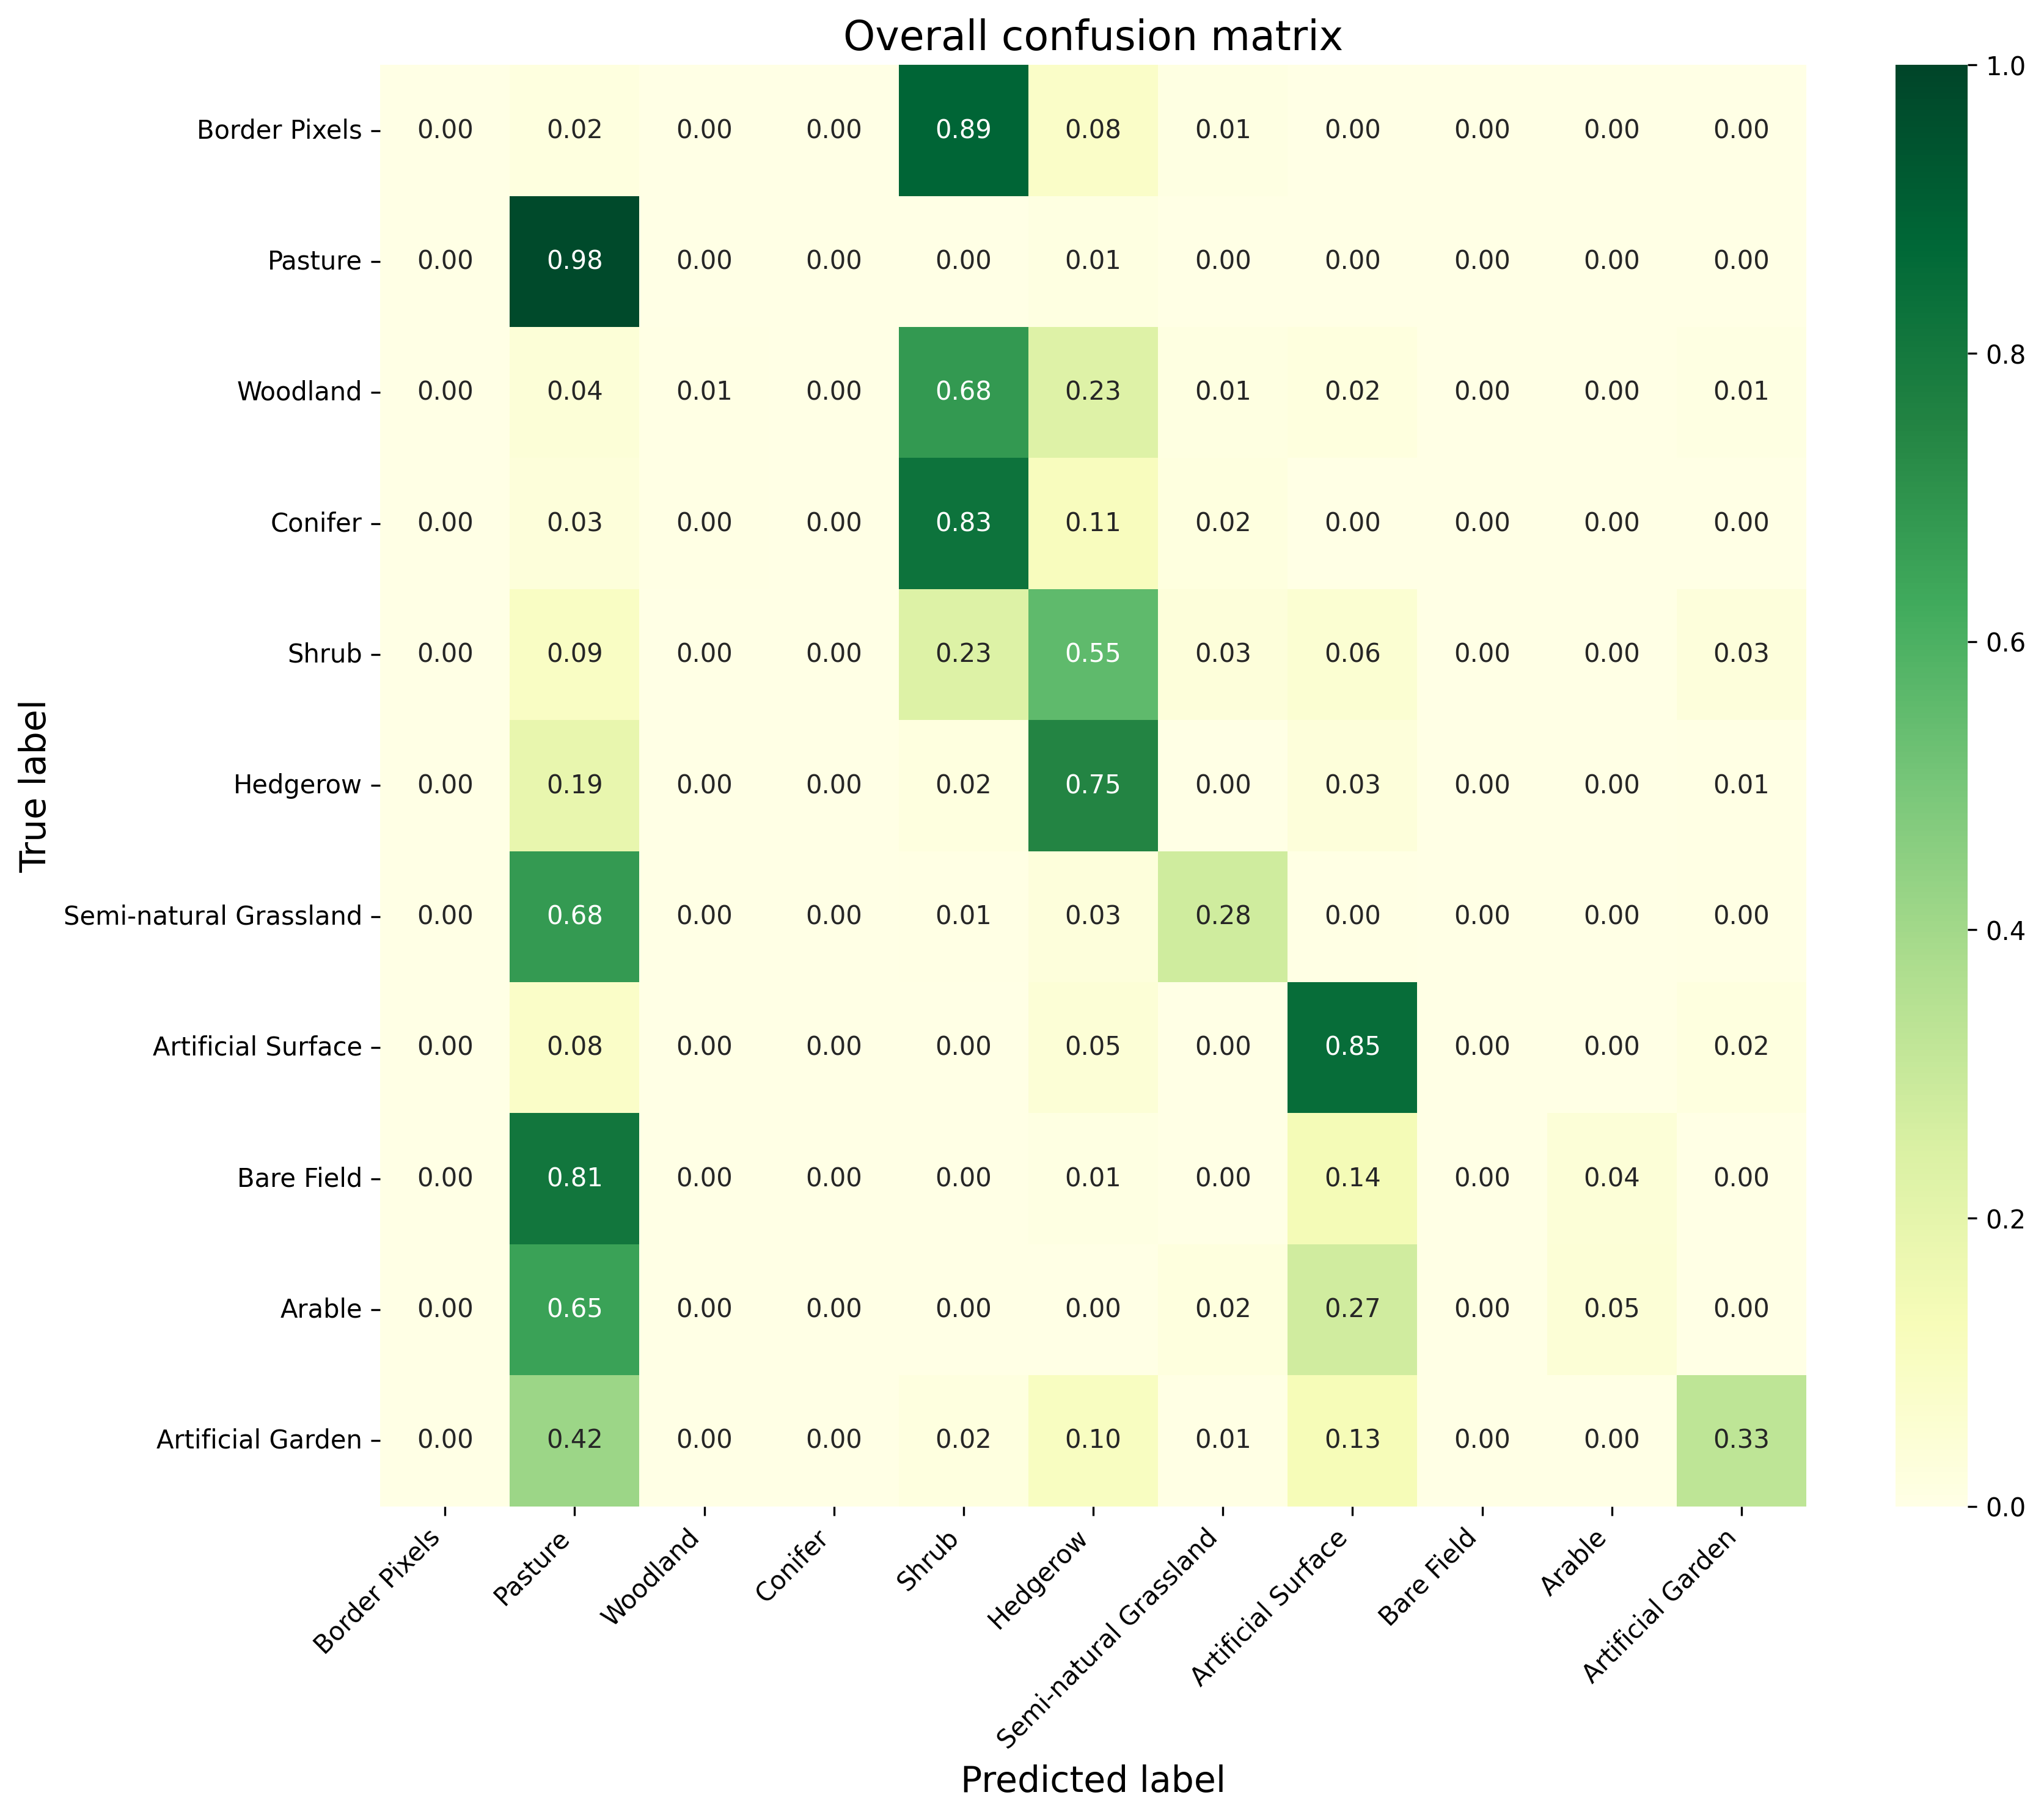 Overall confusion matrix
True label
Border Pixels 0.00 0.02 0.00 0.00 0.89 0.08 0.01 0.00 0.00 0.00 0.00
Pasture 0.00 0.98 0.00 0.00 0.00 0.01 0.00 0.00 0.00 0.00 0.00
Woodland 0.00 0.04 0.01 0.00 0.68 0.23 0.01 0.02 0.00 0.00 0.01
Conifer 0.00 0.03 0.00 0.00 0.83 0.11 0.02 0.00 0.00 0.00 0.00
Shrub 0.00 0.09 0.00 0.00 0.23 0.55 0.03 0.06 0.00 0.00 0.03
Hedgerow 0.00 0.19 0.00 0.00 0.02 0.75 0.00 0.03 0.00 0.00 0.01
Semi-natural Grassland 0.00 0.68 0.00 0.00 0.01 0.03 0.28 0.00 0.00 0.00 0.00
Artificial Surface 0.00 0.08 0.00 0.00 0.00 0.05 0.00 0.85 0.00 0.00 0.02
Bare Field 0.00 0.81 0.00 0.00 0.00 0.01 0.00 0.14 0.00 0.04 0.00
Arable 0.00 0.65 0.00 0.00 0.00 0.00 0.02 0.27 0.00 0.05 0.00
Artificial Garden 0.00 0.42 0.00 0.00 0.02 0.10 0.01 0.13 0.00 0.00 0.33
Border Pixels
Pasture
Woodland
Conifer
Shrub
Hedgerow
Semi-natural Grassland
Artificial Surface
Bare Field
Arable
Artificial Garden
Predicted label
1.0
0.8
0.6
0.4
0.2
0.0